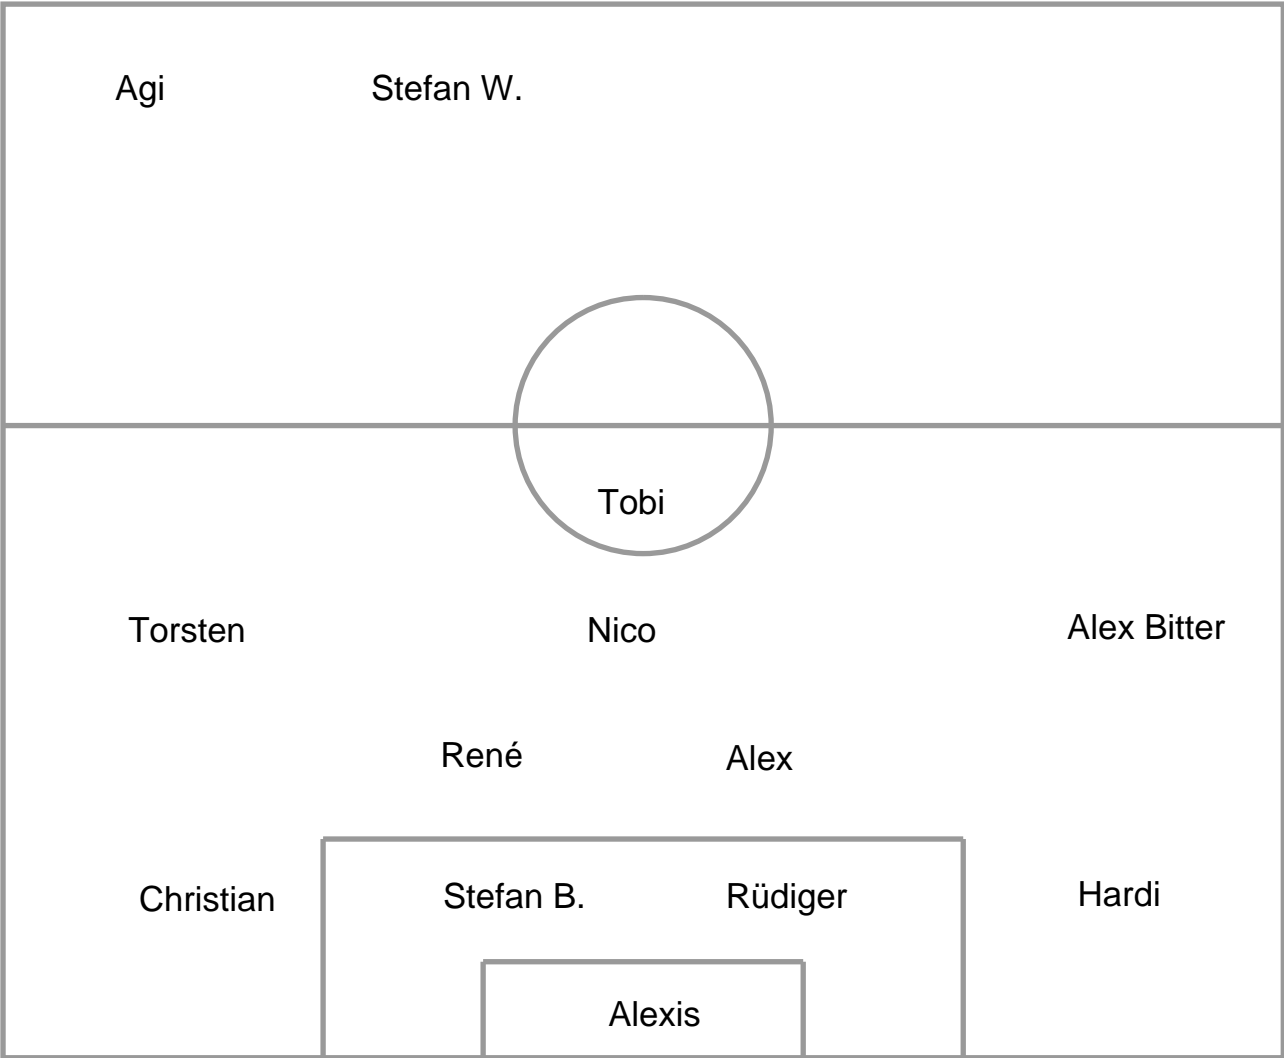 Agi Stefan W.
Tobi
Torsten Nico Alex Bitter
René Alex
Christian Stefan B. Rüdiger Hardi
Alexis